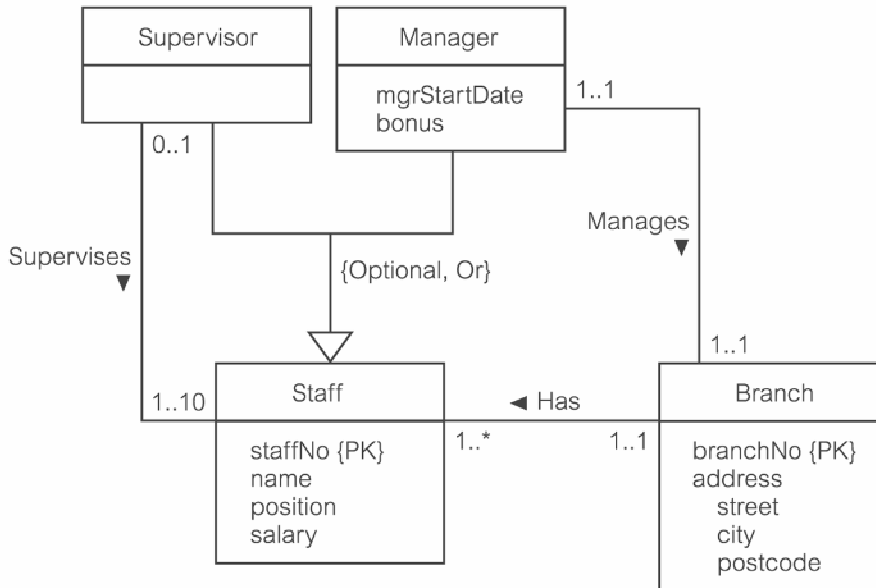 Supervisor
Manager
mgrStartDate
bonus
1..1
0..1
Manages
▼
Supervises
▼
{Optional, Or}
1..1
Staff
Branch
1..10
◄ Has
1..*
1..1
staffNo {PK}
name
position
salary
branchNo {PK}
address
street
city
postcode